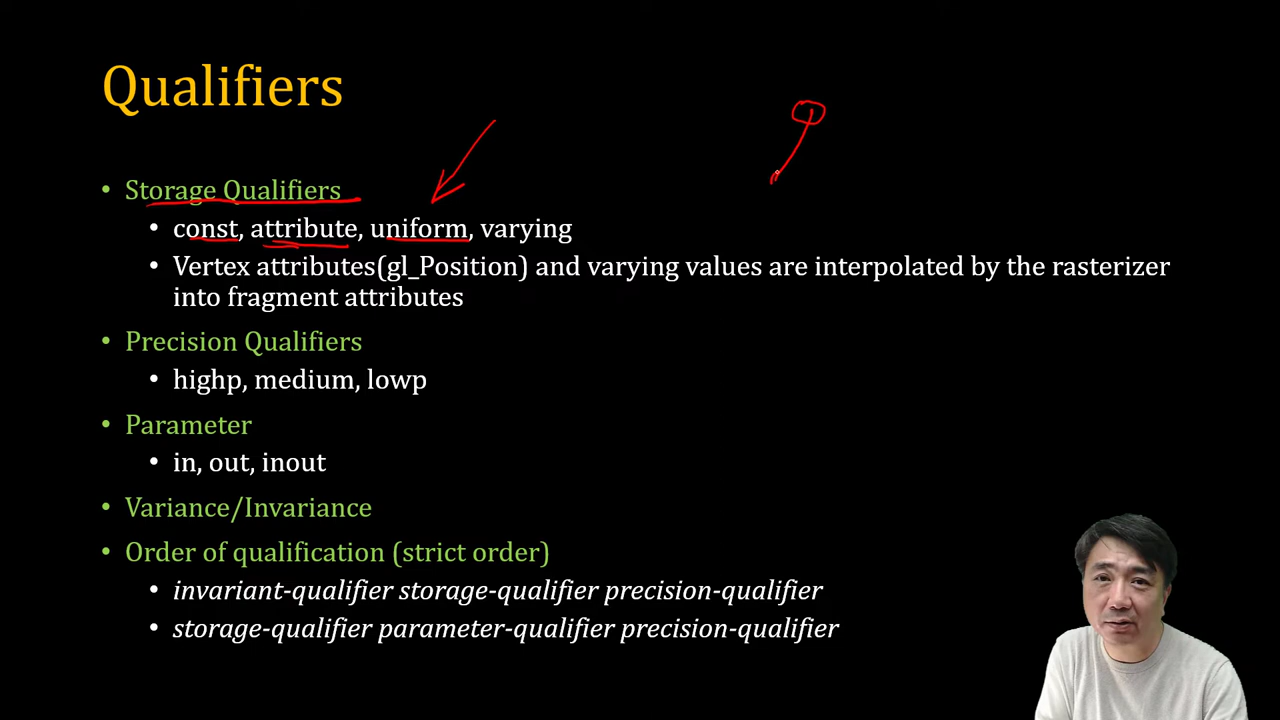 Qualifiers
• Storage Qualifiers
• const, attribute, uniform, varying
• Vertex attributes(gl_Position) and varying values are interpolated by the rasterizer
into fragment attributes
• Precision Qualifiers
• highp, medium, lowp
• Parameter
• in, out, inout
• Variance/Invariance
• Order of qualification (strict order)
• invariant-qualifier storage-qualifier precision-qualifier
• storage-qualifier parameter-qualifier precision-qualifier